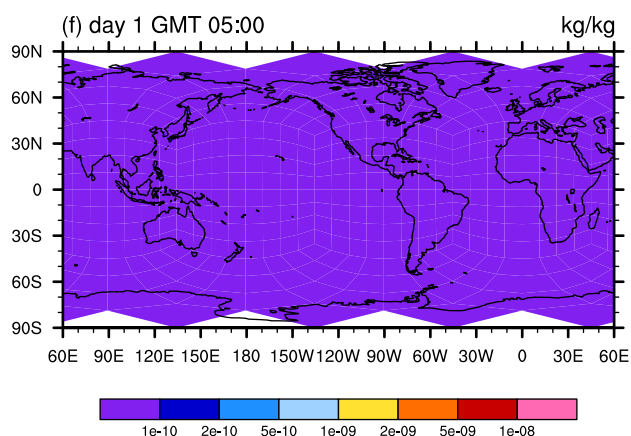 (f) day 1 GMT 05:00 kg/kg
90N
60N
30N
0
30S
60S
90S
60E 90E 120E 150E 180 150W 120W 90W 60W 30W 0 30E 60E
1e-10 2e-10 5e-10 1e-09 2e-09 5e-09 1e-08